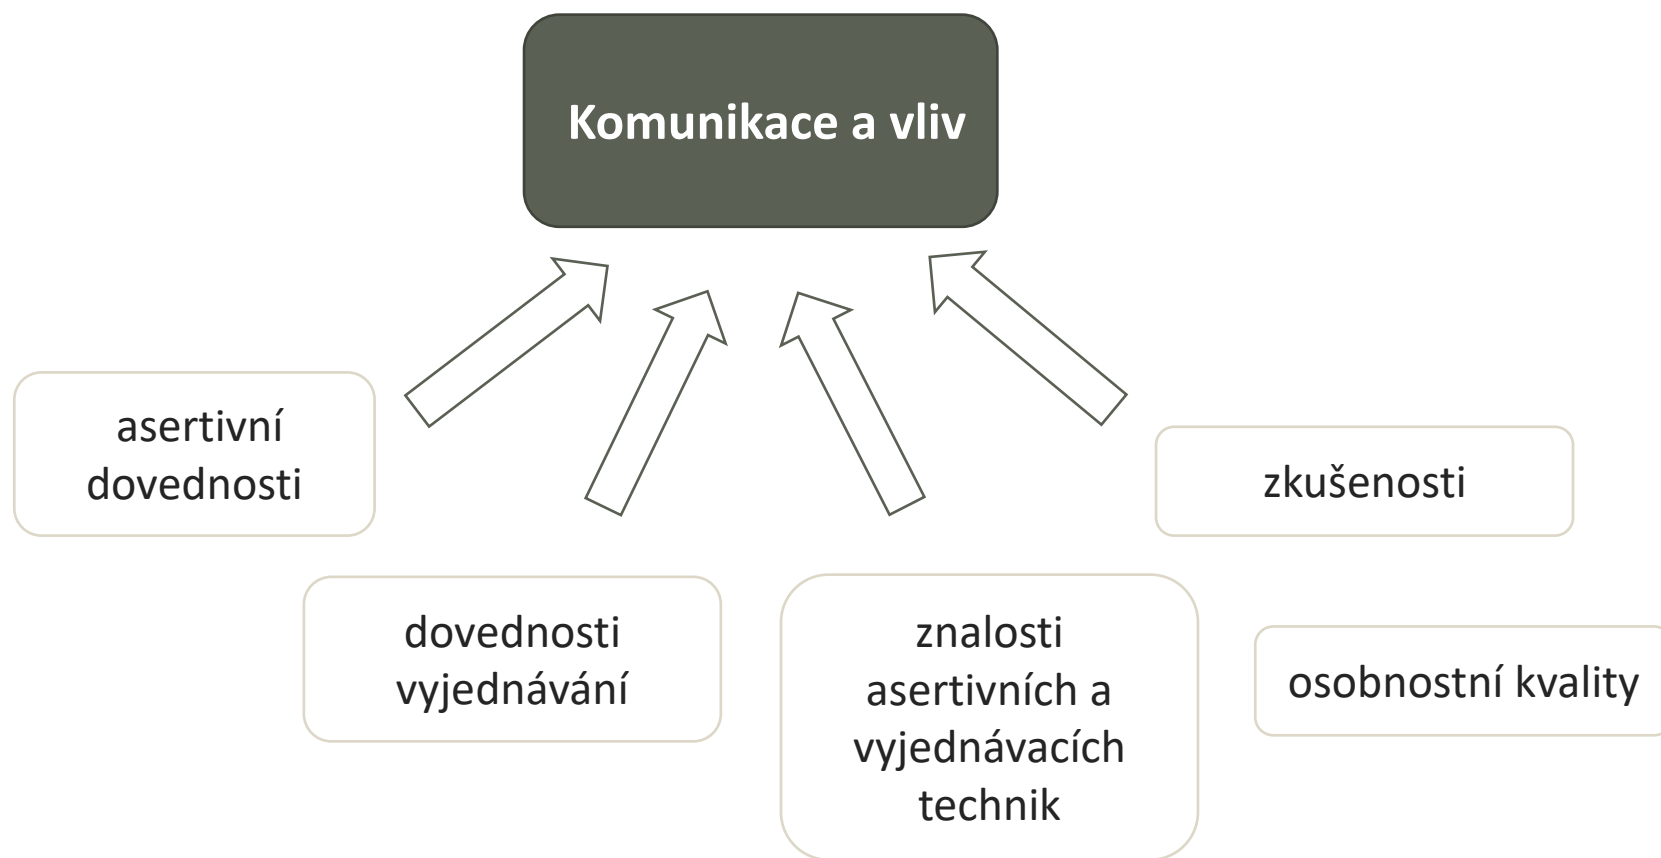 Komunikace a vliv
asertivní
dovednosti
zkušenosti
dovednosti
vyjednávání
znalosti
asertivních a
vyjednávacích
technik
osobnostní kvality